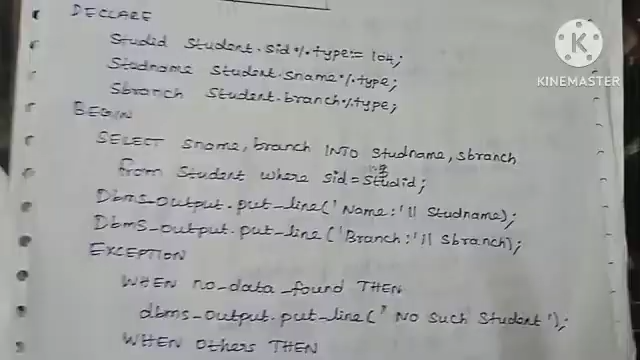 DECLARE
Studid Student.sid%type:= 104;
Studname Student.sname%type;
Sbranch Student.branch%type;
BEGIN
SELECT sname, branch INTO Studname, sbranch
from Student where sid = Studid;
Dbms_output.put_line('Name:'|| Studname);
Dbms_output.put_line('Branch:'|| Sbranch);
EXCEPTION
WHEN no_data_found THEN
dbms_output.put_line('No such Student');
WHEN others THEN
KINEMASTER